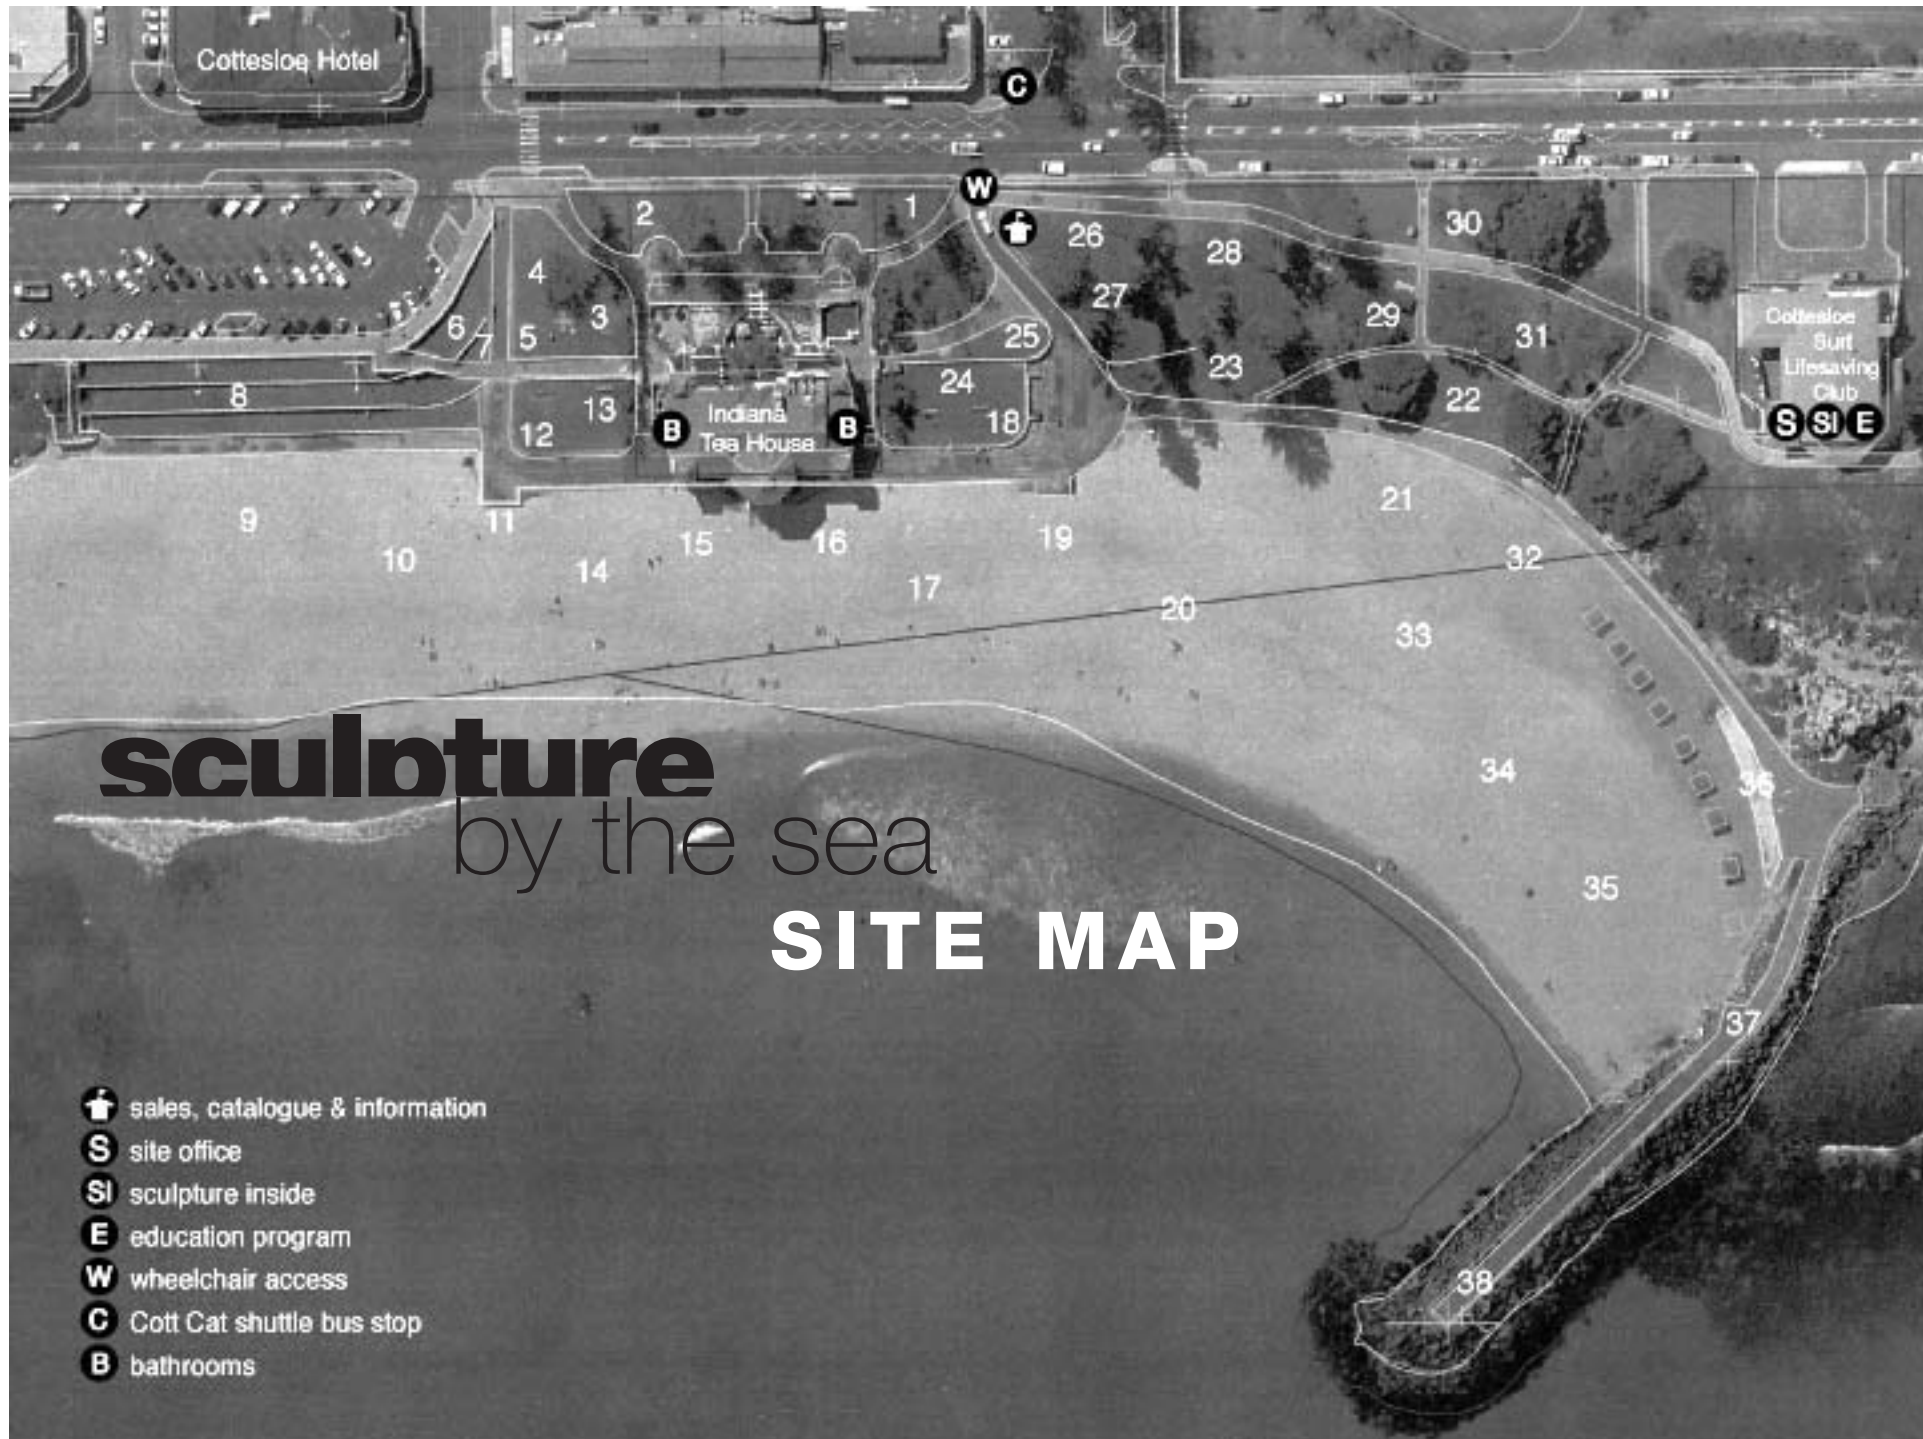 Cottesloe Hotel
C
W
2
1
26
28
30
4
3
27
29
31
6
5
7
25
Cottesloe
Surf
Lifesaving
Club
8
24
23
22
13
12
B
Indiana
Tea House
B
18
S SI E
9
11
10
14
15
16
17
19
21
32
20
33
sculpture
by the sea
SITE MAP
34
36
35
37
38
sales, catalogue & information
S site office
SI sculpture inside
E education program
W wheelchair access
C Cott Cat shuttle bus stop
B bathrooms